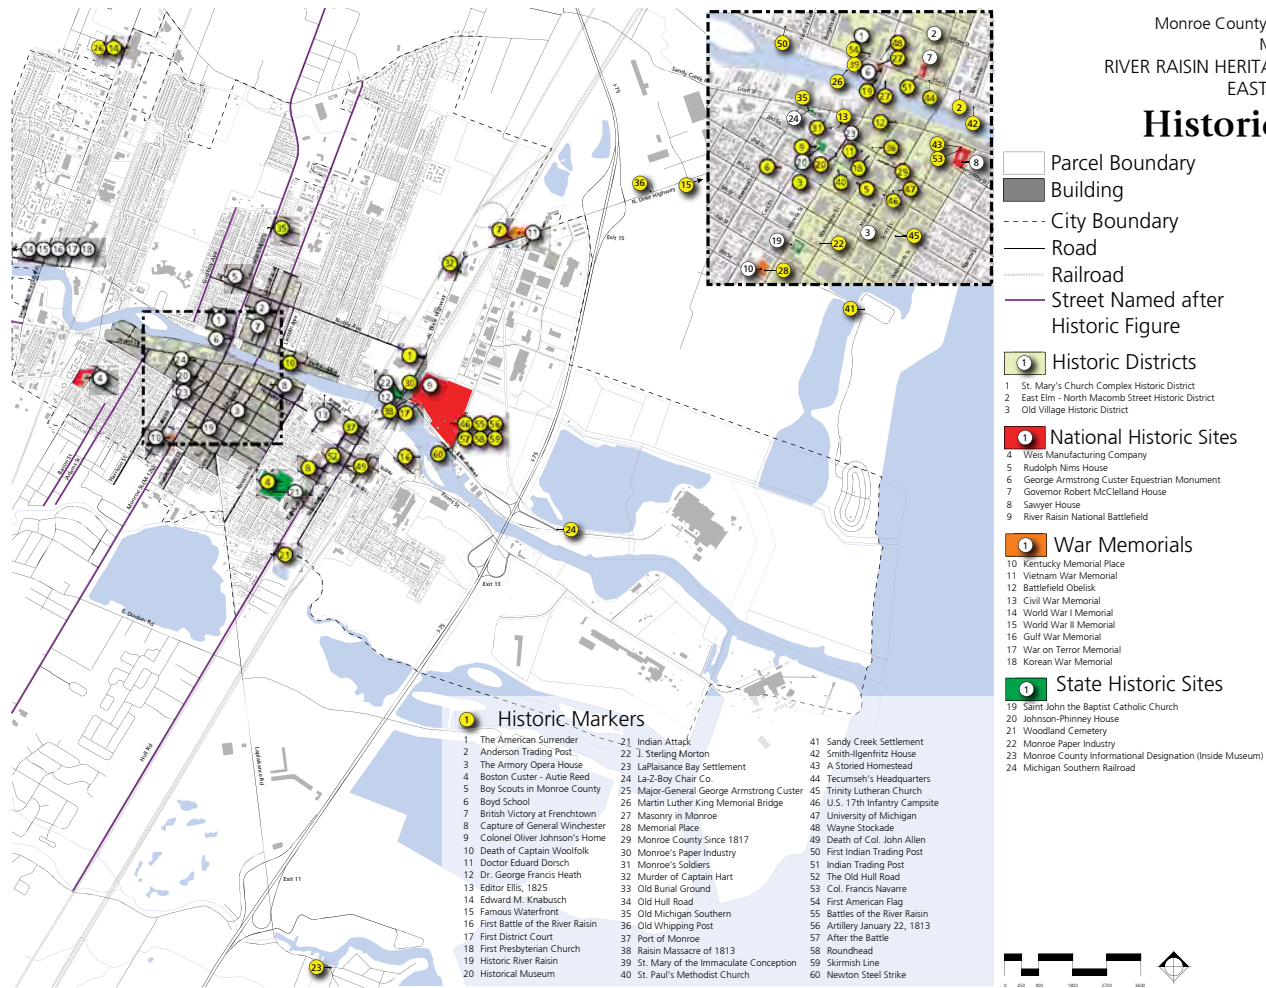 Monroe County
M
RIVER RAISIN HERITA
EAST
Historic
Parcel Boundary
Building
City Boundary
Road
Railroad
Street Named after
Historic Figure
1 Historic Districts
1 St. Mary's Church Complex Historic District
2 East Elm - North Macomb Street Historic District
3 Old Village Historic District
1 National Historic Sites
4 Weis Manufacturing Company
5 Rudolph Nims House
6 George Armstrong Custer Equestrian Monument
7 Governor Robert McClelland House
8 Sawyer House
9 River Raisin National Battlefield
1 War Memorials
10 Kentucky Memorial Place
11 Vietnam War Memorial
12 Battlefield Obelisk
13 Civil War Memorial
14 World War I Memorial
15 World War II Memorial
16 Gulf War Memorial
17 War on Terror Memorial
18 Korean War Memorial
1 State Historic Sites
19 Saint John the Baptist Catholic Church
20 Johnson-Phinney House
21 Woodland Cemetery
22 Monroe Paper Industry
23 Monroe County Informational Designation (Inside Museum)
24 Michigan Southern Railroad
1 Historic Markers
1 The American Surrender
2 Anderson Trading Post
3 The Armory Opera House
4 Boston Custer - Autie Reed
5 Boy Scouts in Monroe County
6 Boyd School
7 British Victory at Frenchtown
8 Capture of General Winchester
9 Colonel Oliver Johnson's Home
10 Death of Captain Woolfolk
11 Doctor Eduard Dorsch
12 Dr. George Francis Heath
13 Editor Ellis, 1825
14 Edward M. Knabusch
15 Famous Waterfront
16 First Battle of the River Raisin
17 First District Court
18 First Presbyterian Church
19 Historic River Raisin
20 Historical Museum
21 Indian Attack
22 J. Sterling Morton
23 LaPlaisance Bay Settlement
24 La-Z-Boy Chair Co.
25 Major-General George Armstrong Custer
26 Martin Luther King Memorial Bridge
27 Masonry in Monroe
28 Memorial Place
29 Monroe County Since 1817
30 Monroe's Paper Industry
31 Monroe's Soldiers
32 Murder of Captain Hart
33 Old Burial Ground
34 Old Hull Road
35 Old Michigan Southern
36 Old Whipping Post
37 Port of Monroe
38 Raisin Massacre of 1813
39 St. Mary of the Immaculate Conception
40 St. Paul's Methodist Church
41 Sandy Creek Settlement
42 Smith-Ilgenfritz House
43 A Storied Homestead
44 Tecumseh's Headquarters
45 Trinity Lutheran Church
46 U.S. 17th Infantry Campsite
47 University of Michigan
48 Wayne Stockade
49 Death of Col. John Allen
50 First Indian Trading Post
51 Indian Trading Post
52 The Old Hull Road
53 Col. Francis Navarre
54 First American Flag
55 Battles of the River Raisin
56 Artillery January 22, 1813
57 After the Battle
58 Roundhead
59 Skirmish Line
60 Newton Steel Strike
N. Dixie Highway
Exit 15
I-75
I-75
I-75
Exit 13
Exit 11
Front St
E. Dunbar Rd
Hull Rd
Laplaisance Rd
0 450 900 1800 2700 3600